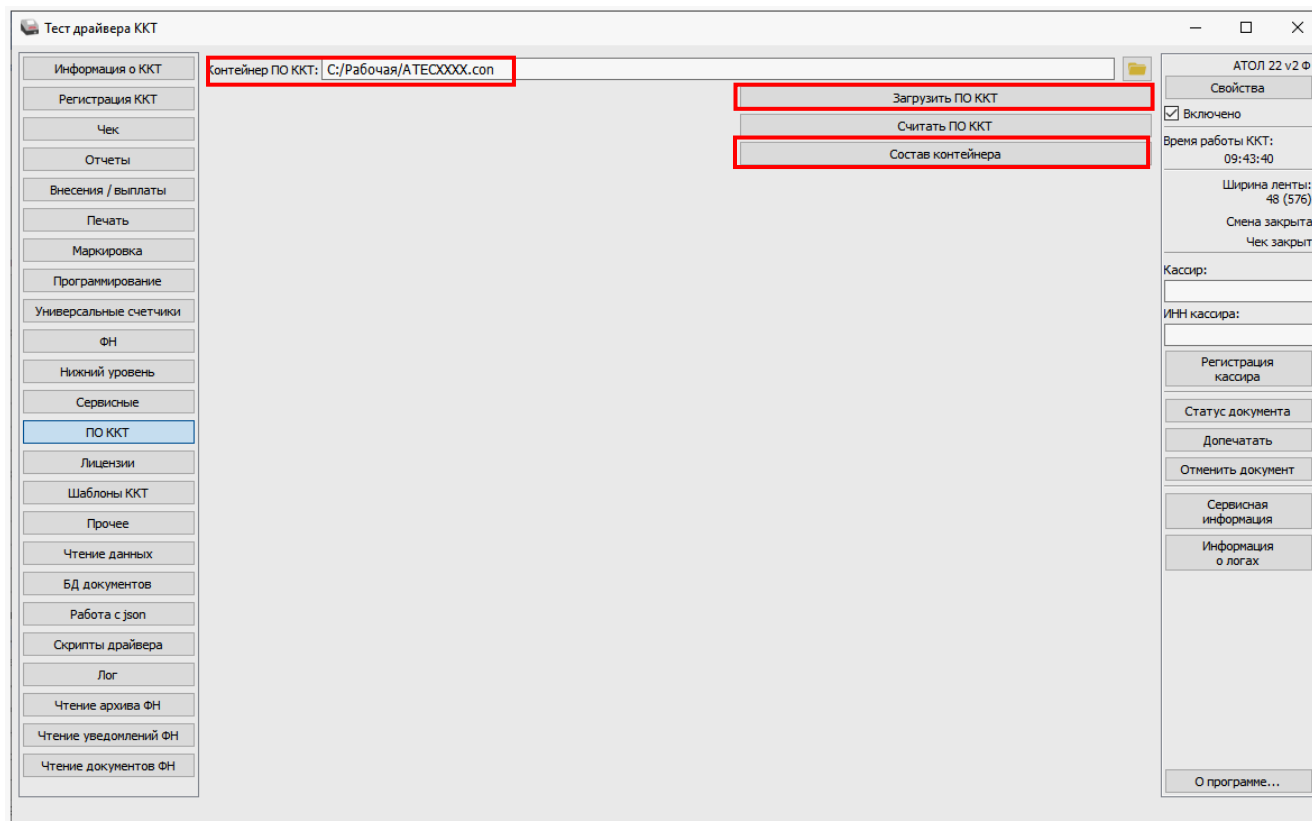 Тест драйвера ККТ
Информация о ККТ
Регистрация ККТ
Чек
Отчеты
Внесения / выплаты
Печать
Маркировка
Программирование
Универсальные счетчики
ФН
Нижний уровень
Сервисные
ПО ККТ
Лицензии
Шаблоны ККТ
Прочее
Чтение данных
БД документов
Работа с json
Скрипты драйвера
Лог
Чтение архива ФН
Чтение уведомлений ФН
Чтение документов ФН
Контейнер ПО ККТ: C:/Рабочая/ATECXXXX.con
Загрузить ПО ККТ
Считать ПО ККТ
Состав контейнера
АТОЛ 22 v2 Ф
Свойства
Включено
Время работы ККТ:
09:43:40
Ширина ленты:
48 (576)
Смена закрыта
Чек закрыт
Кассир:
ИНН кассира:
Регистрация
кассира
Статус документа
Допечатать
Отменить документ
Сервисная
информация
Информация
о логах
О программе...